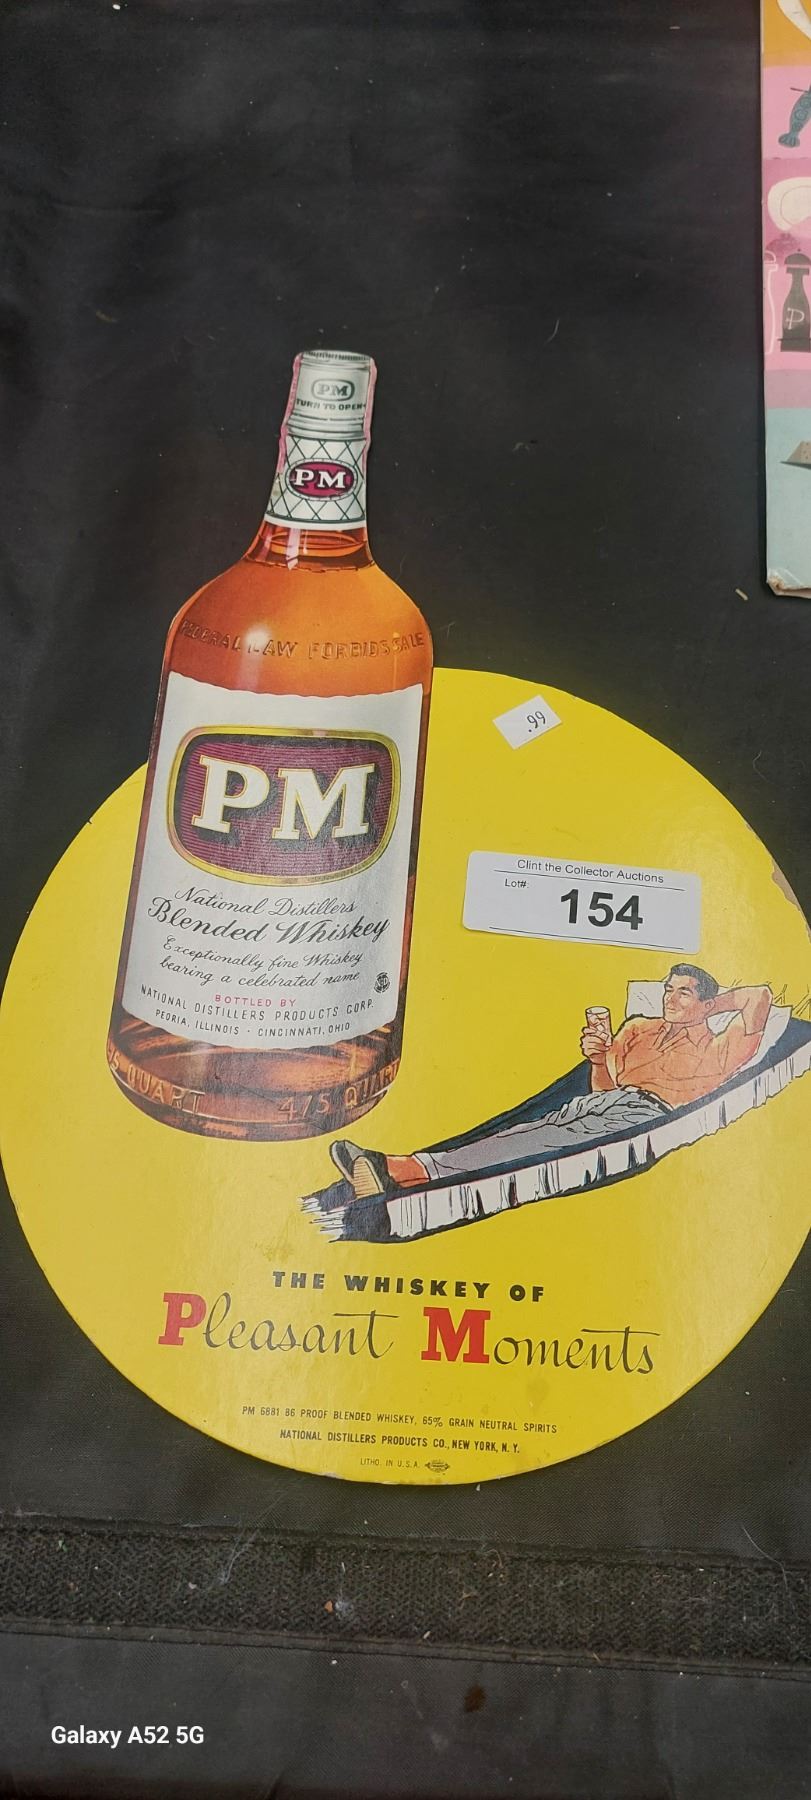 PM
TURN TO OPEN
PM
FEDERAL LAW FORBIDS SALE
.99
PM
Clint the Collector Auctions
Lot#:
154
National Distillers
Blended Whiskey
Exceptionally fine Whiskey
bearing a celebrated name
BOTTLED BY
NATIONAL DISTILLERS PRODUCTS CORP.
PEORIA, ILLINOIS · CINCINNATI, OHIO
QUART 4/5 QUART
THE WHISKEY OF
Pleasant Moments
PM 6881 86 PROOF BLENDED WHISKEY, 65% GRAIN NEUTRAL SPIRITS
NATIONAL DISTILLERS PRODUCTS CO., NEW YORK, N. Y.
LITHO. IN U.S.A.
P
Galaxy A52 5G